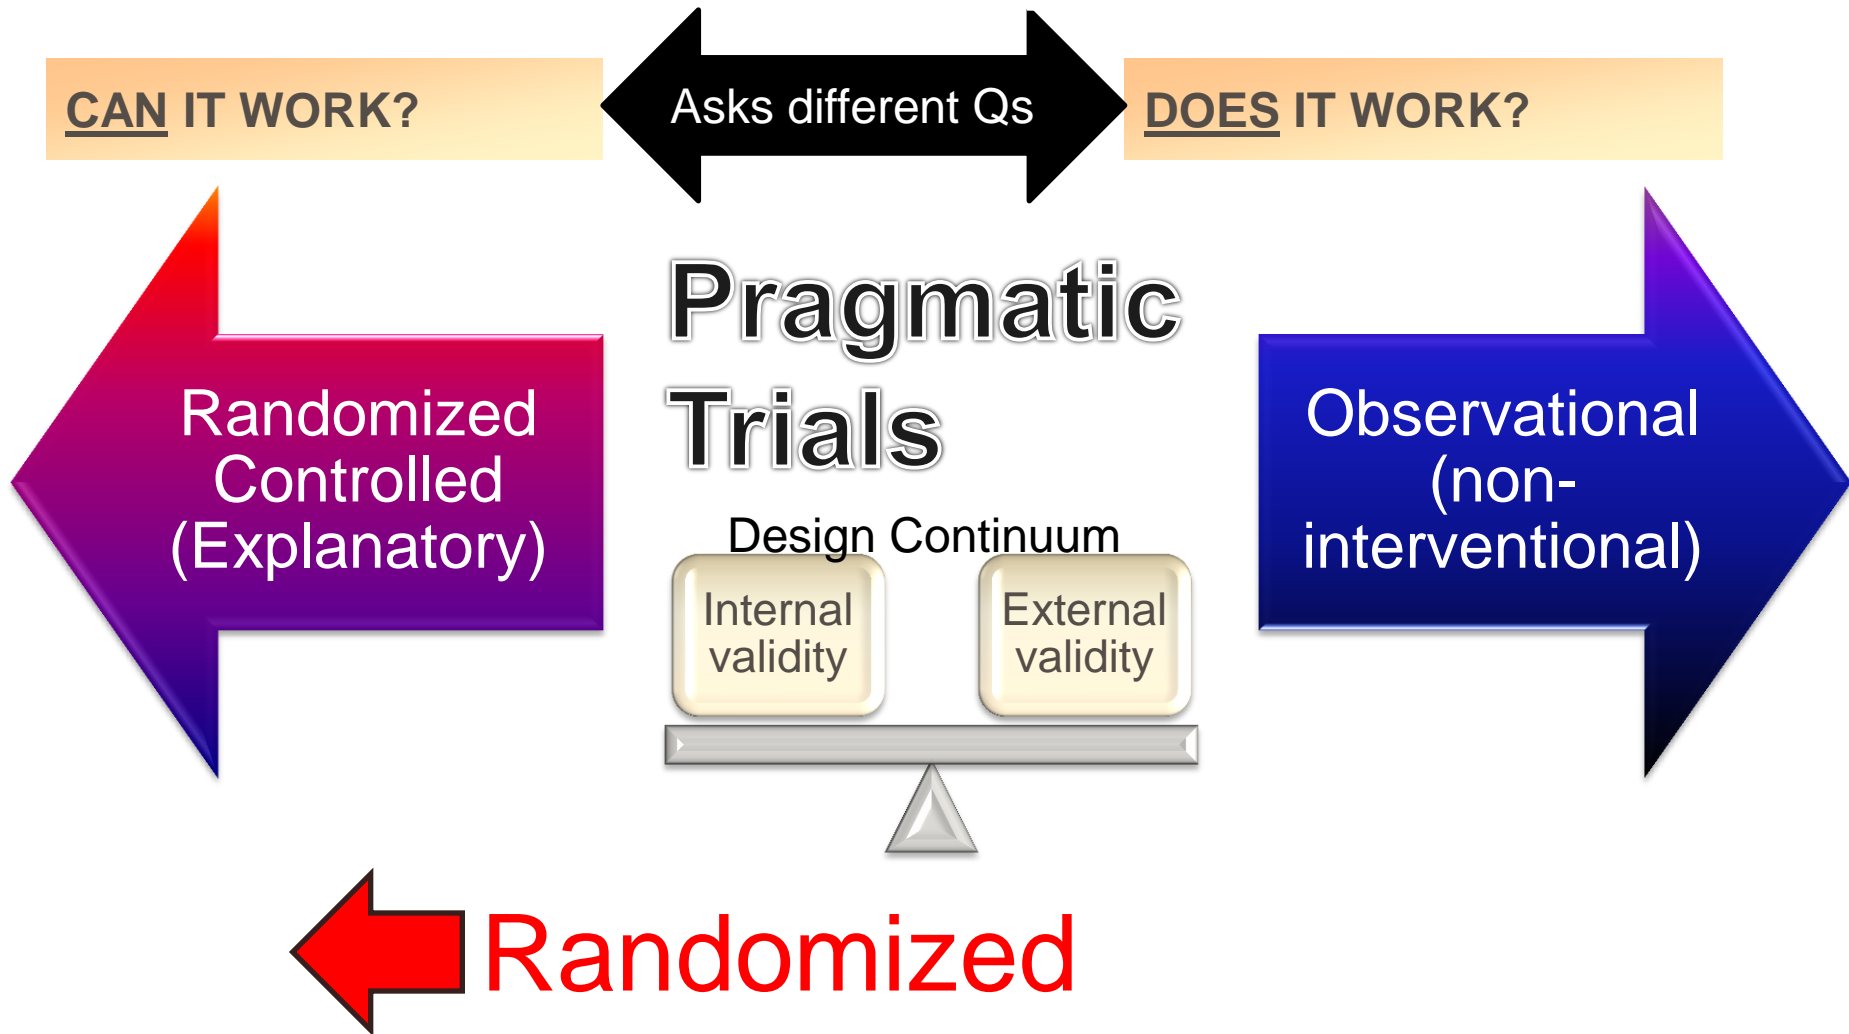 CAN IT WORK?
Asks different Qs
DOES IT WORK?
Randomized
Controlled
(Explanatory)
Pragmatic
Trials
Design Continuum
Internal
validity
External
validity
Observational
(non-
interventional)
Randomized